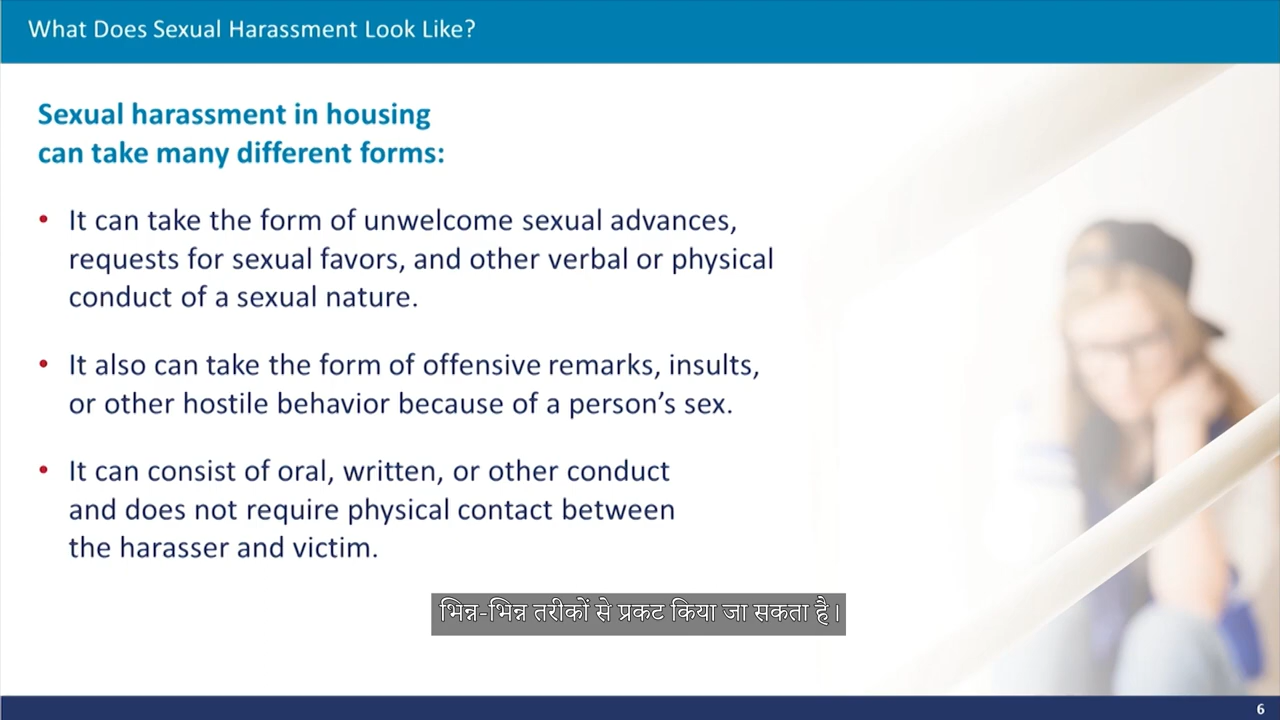 What Does Sexual Harassment Look Like?
Sexual harassment in housing
can take many different forms:
• It can take the form of unwelcome sexual advances,
requests for sexual favors, and other verbal or physical
conduct of a sexual nature.
• It also can take the form of offensive remarks, insults,
or other hostile behavior because of a person’s sex.
• It can consist of oral, written, or other conduct
and does not require physical contact between
the harasser and victim.
भिन्न-भिन्न तरीकों से प्रकट किया जा सकता है।
6